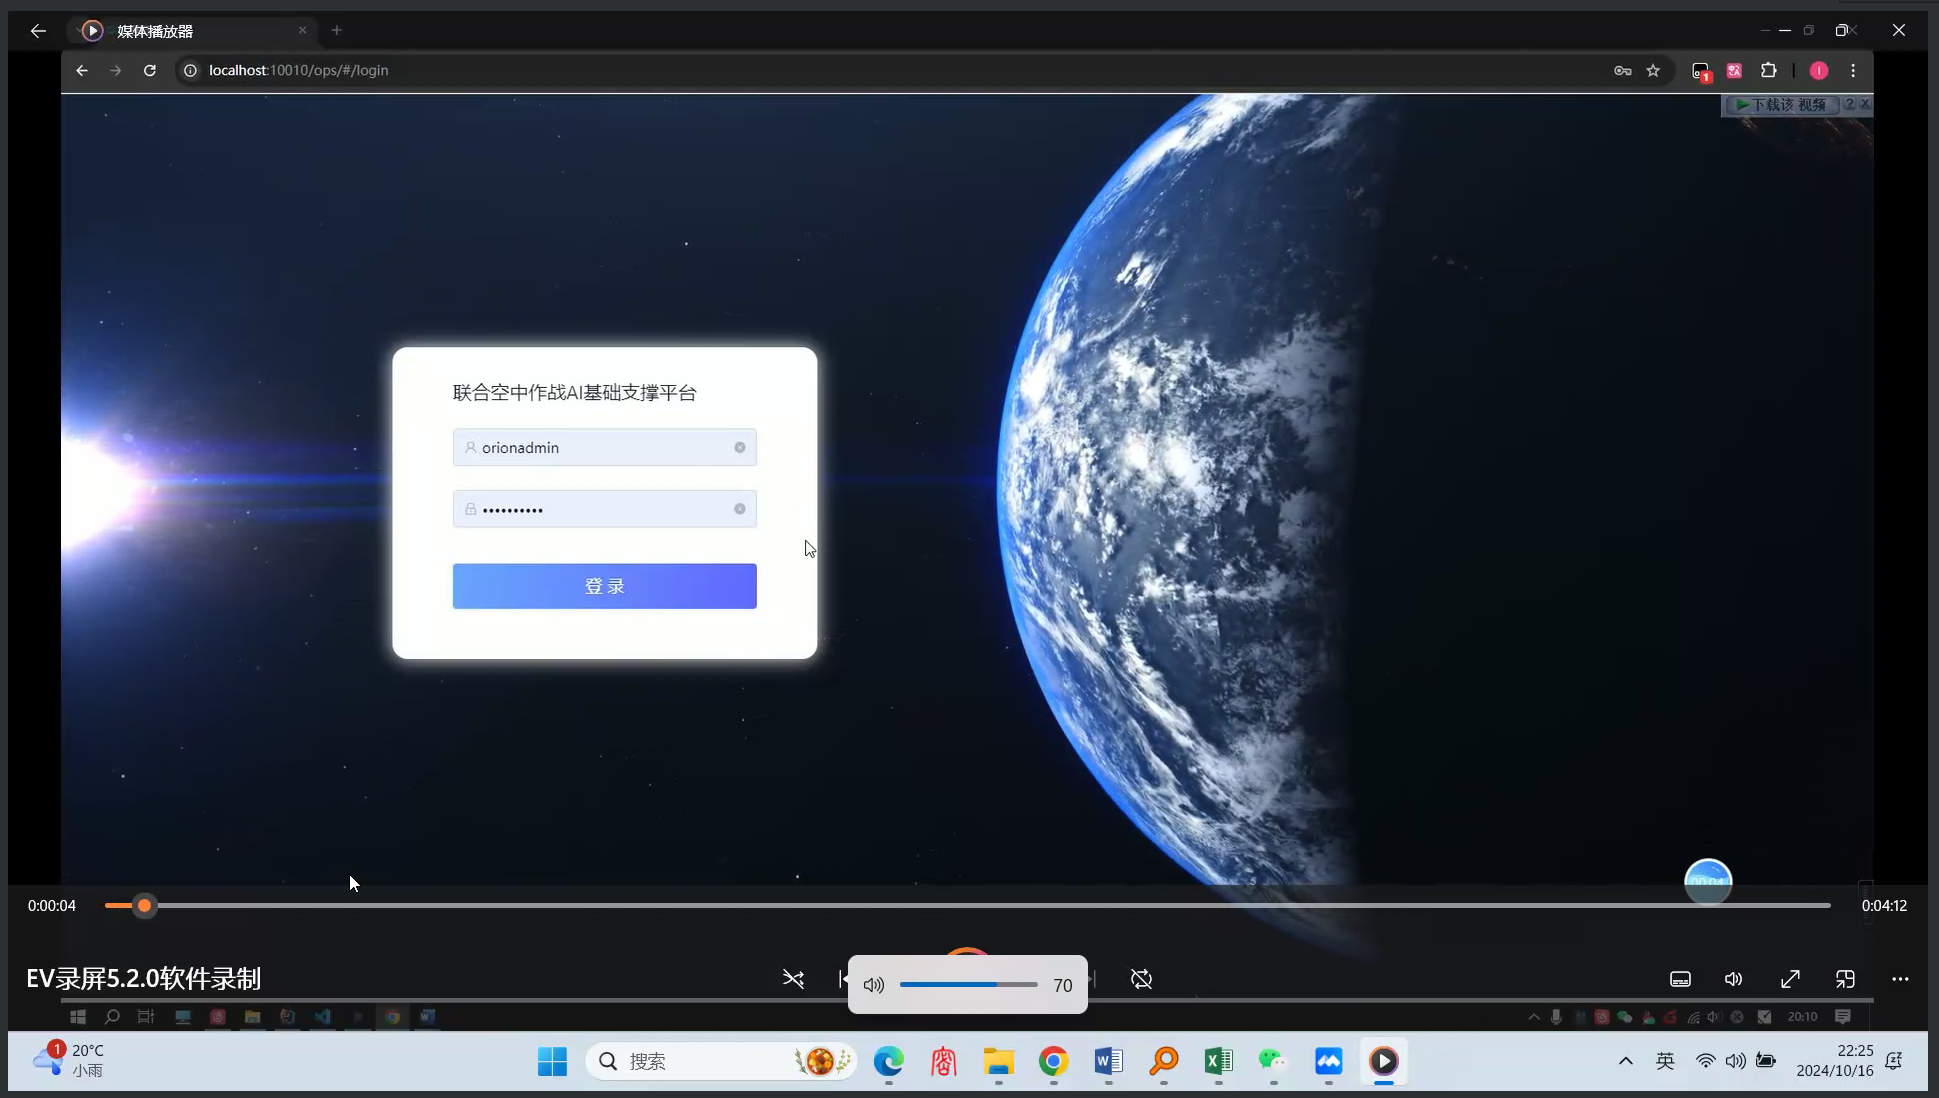 媒体播放器
localhost:10010/ops/#/login
1
I
下载该 视频 ?
联合空中作战AI基础支撑平台
orionadmin
登 录
00:04
0:00:04
0:04:12
EV录屏5.2.0软件录制
70
20:10
1
20°C
小雨
搜索
英
22:25
2024/10/16